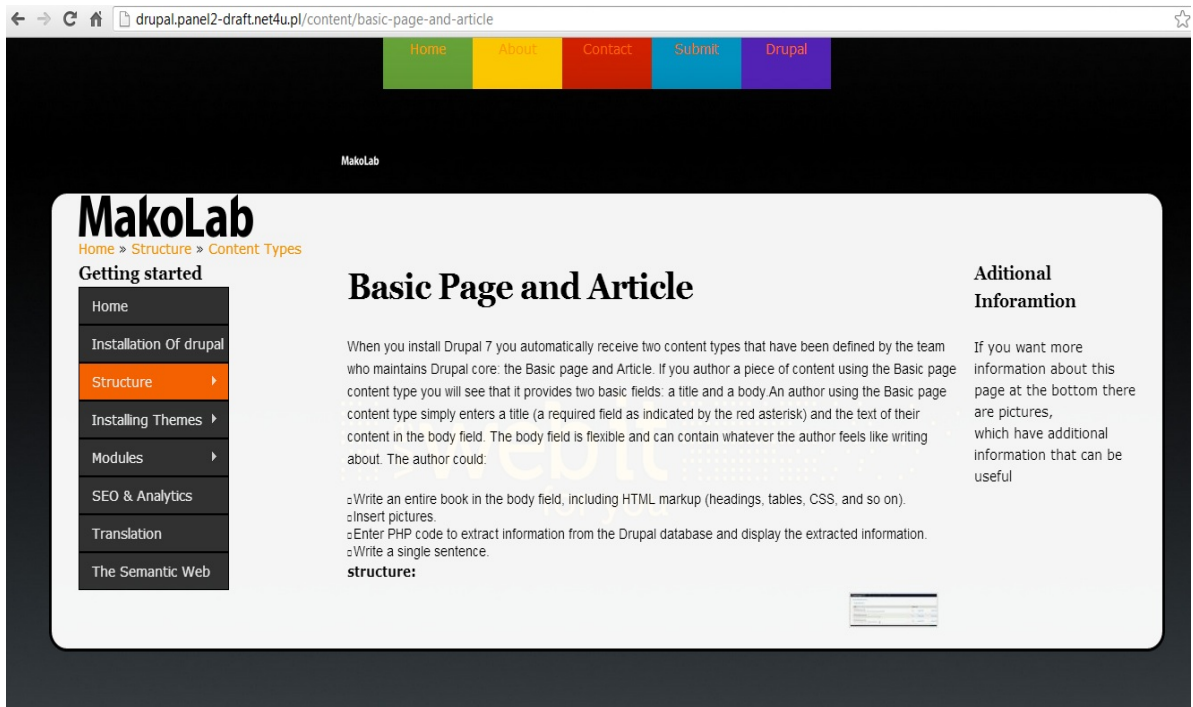 drupal.panel2-draft.net4u.pl/content/basic-page-and-article
Home About Contact Submit Drupal
MakoLab
MakoLab
Home » Structure » Content Types
Getting started
Home
Installation Of drupal
Structure
Installing Themes
Modules
SEO & Analytics
Translation
The Semantic Web
Basic Page and Article
When you install Drupal 7 you automatically receive two content types that have been defined by the team
who maintains Drupal core: the Basic page and Article. If you author a piece of content using the Basic page
content type you will see that it provides two basic fields: a title and a body.An author using the Basic page
content type simply enters a title (a required field as indicated by the red asterisk) and the text of their
content in the body field. The body field is flexible and can contain whatever the author feels like writing
about. The author could:
▫Write an entire book in the body field, including HTML markup (headings, tables, CSS, and so on).
▫Insert pictures.
▫Enter PHP code to extract information from the Drupal database and display the extracted information.
▫Write a single sentence.
structure:
webit
for you
Aditional
Inforamtion
If you want more
information about this
page at the bottom there
are pictures,
which have additional
information that can be
useful